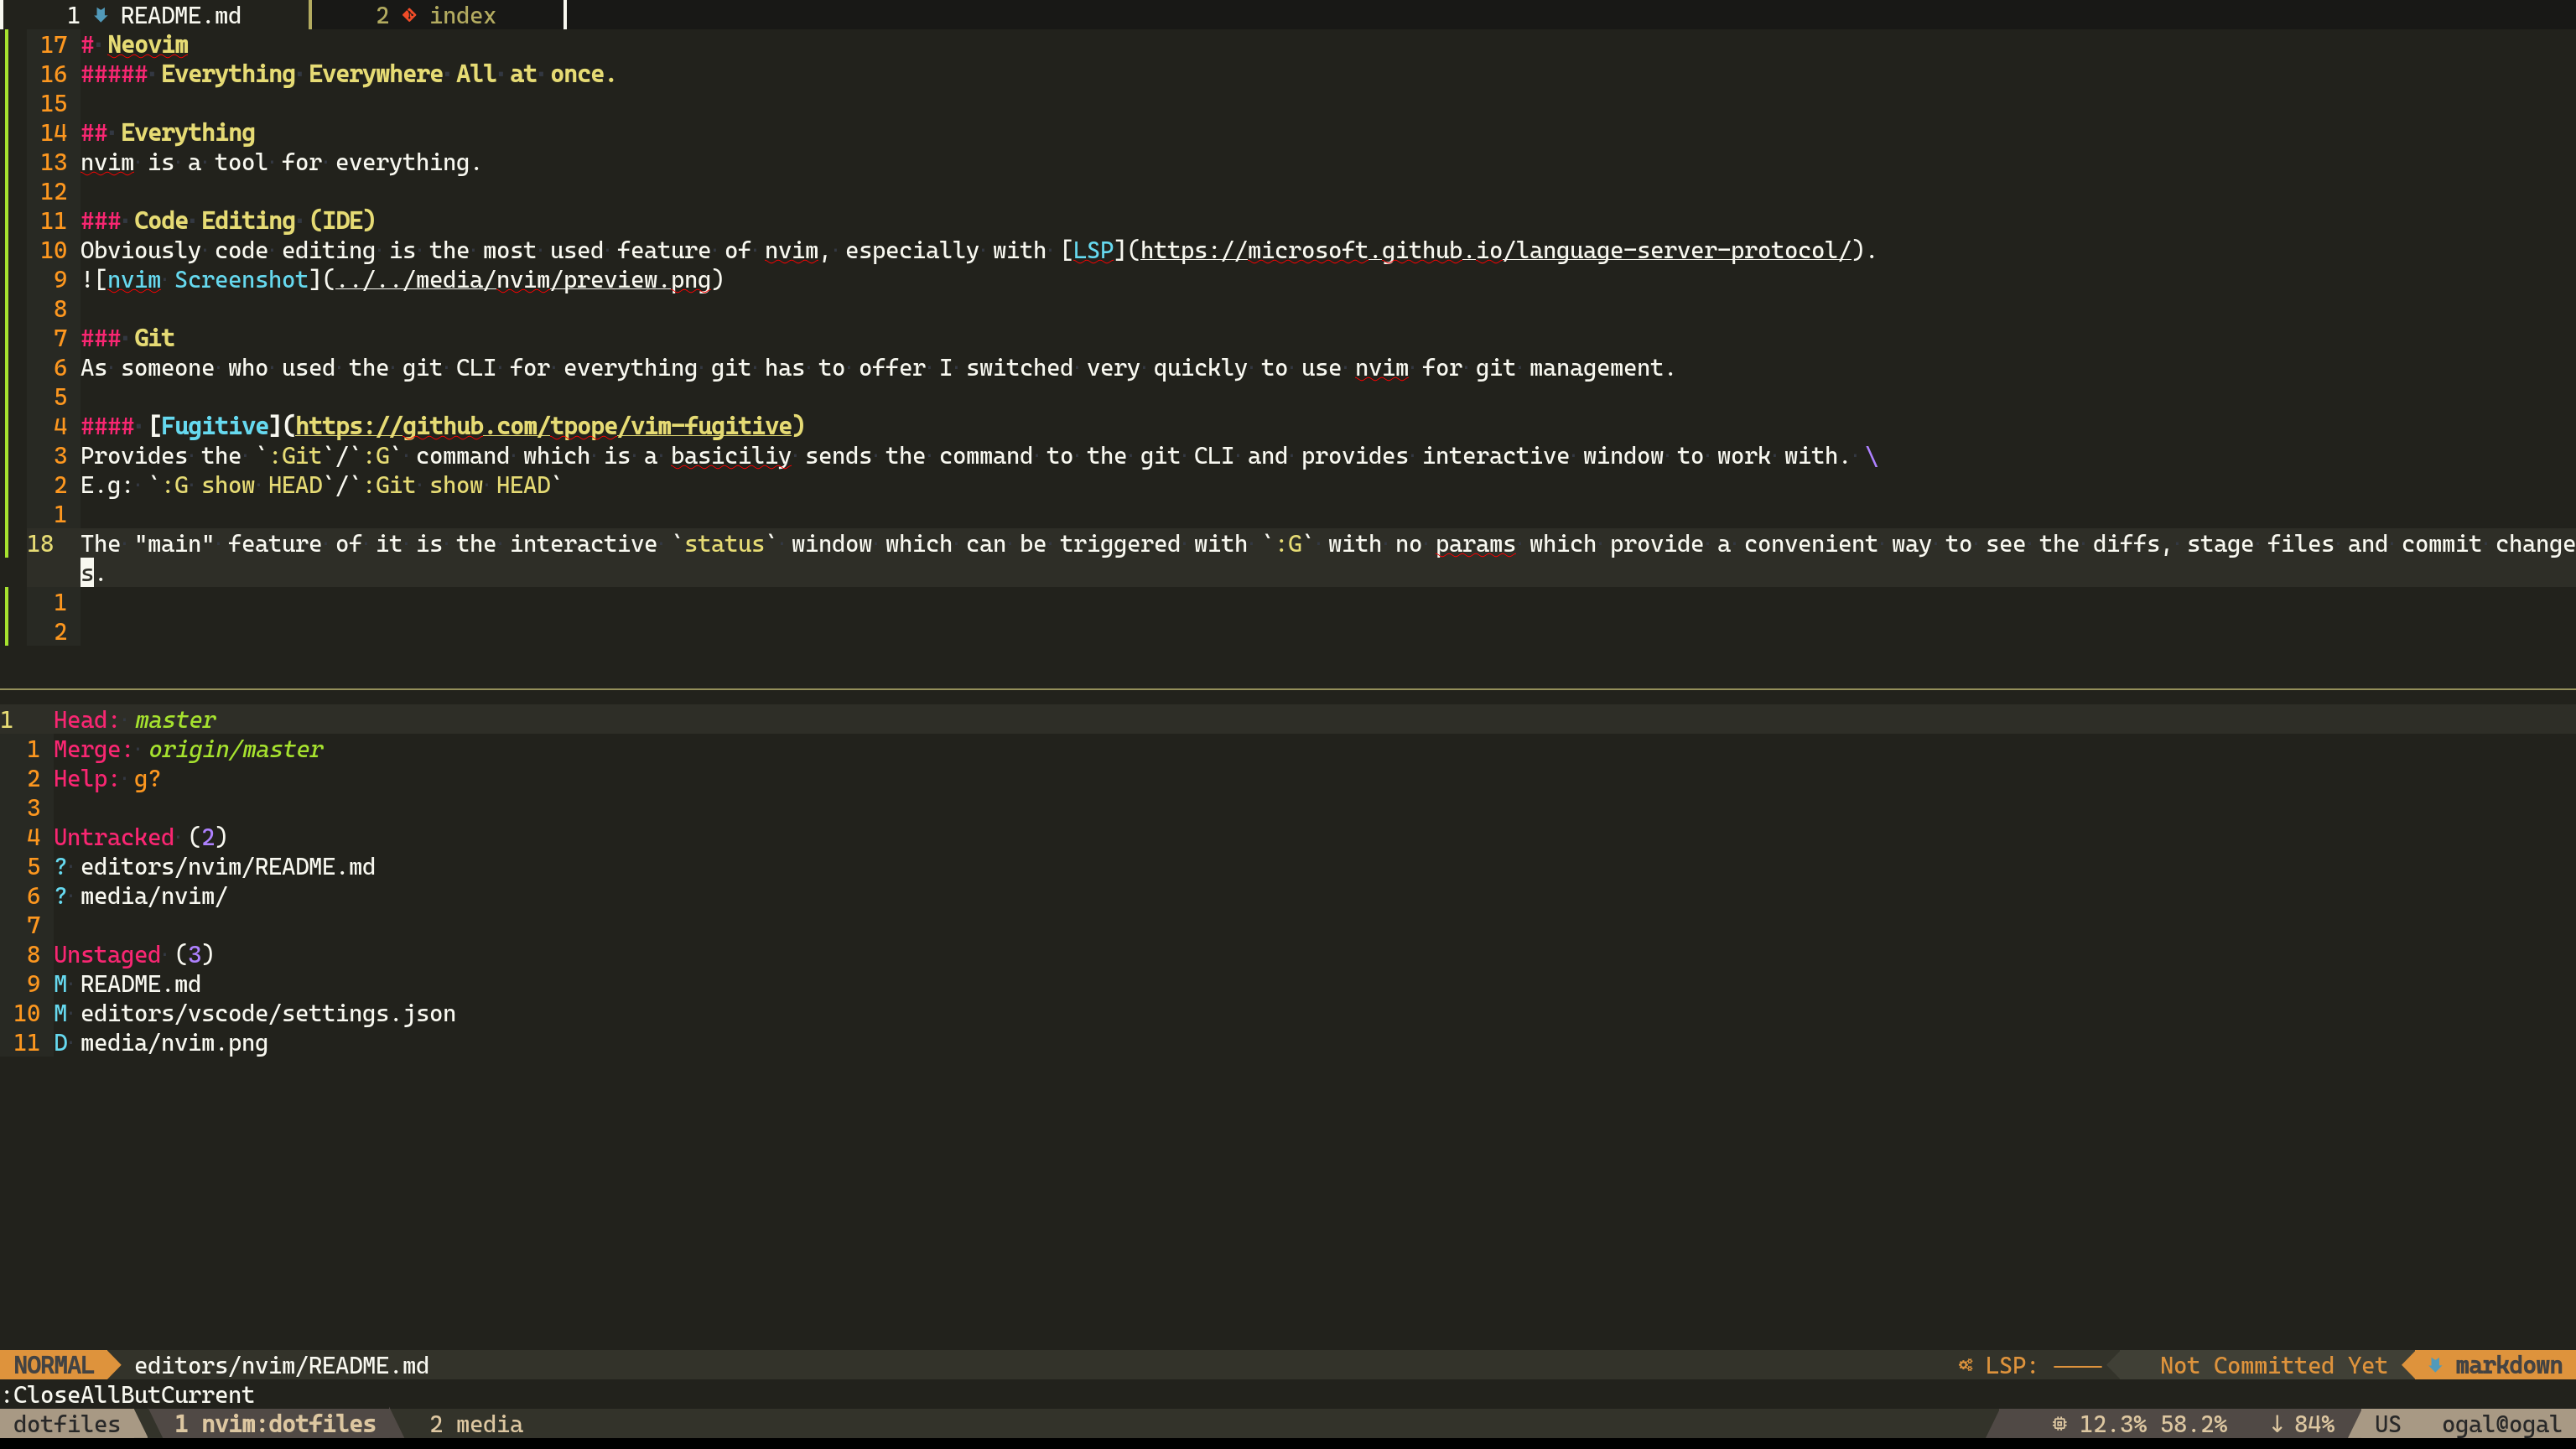 1 README.md 2 index
17 # Neovim
16 ##### Everything Everywhere All at once.
15
14 ## Everything
13 nvim is a tool for everything.
12
11 ### Code Editing (IDE)
10 Obviously code editing is the most used feature of nvim, especially with [LSP](https://microsoft.github.io/language-server-protocol/).
9 ![nvim Screenshot](../../media/nvim/preview.png)
8
7 ### Git
6 As someone who used the git CLI for everything git has to offer I switched very quickly to use nvim for git management.
5
4 #### [Fugitive](https://github.com/tpope/vim-fugitive)
3 Provides the `:Git`/`:G` command which is a basiciliy sends the command to the git CLI and provides interactive window to work with. \
2 E.g: `:G show HEAD`/`:Git show HEAD`
1
18 The "main" feature of it is the interactive `status` window which can be triggered with `:G` with no params which provide a convenient way to see the diffs, stage files and commit change
s.
1
2
1 Head: master
1 Merge: origin/master
2 Help: g?
3
4 Untracked (2)
5 ? editors/nvim/README.md
6 ? media/nvim/
7
8 Unstaged (3)
9 M README.md
10 M editors/vscode/settings.json
11 D media/nvim.png
NORMAL editors/nvim/README.md LSP: —— Not Committed Yet markdown
:CloseAllButCurrent
dotfiles 1 nvim:dotfiles 2 media 12.3% 58.2% ↓ 84% US ogal@ogal